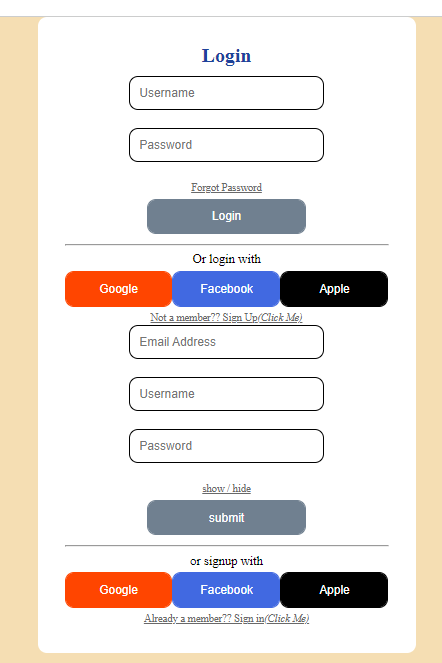 Login
Username
Password
Forgot Password
Login
Or login with
Google Facebook Apple
Not a member?? Sign Up(Click Me)
Email Address
Username
Password
show / hide
submit
or signup with
Google Facebook Apple
Already a member?? Sign in(Click Me)